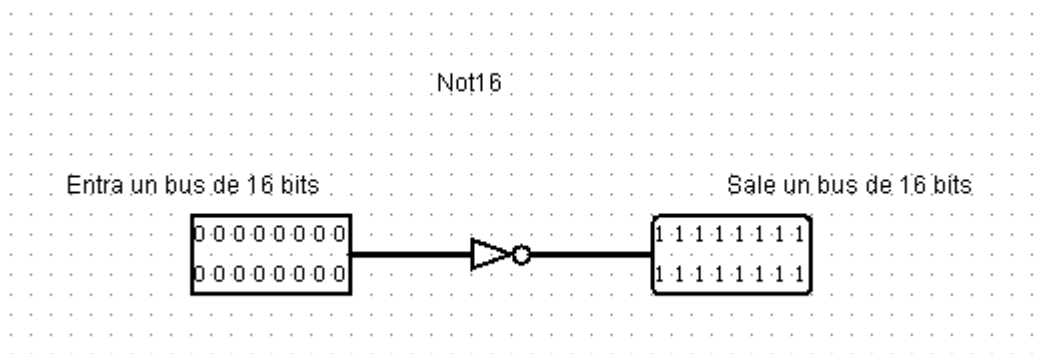 Not16
Entra un bus de 16 bits
Sale un bus de 16 bits
0 0 0 0 0 0 0 0
1 1 1 1 1 1 1 1
0 0 0 0 0 0 0 0
1 1 1 1 1 1 1 1